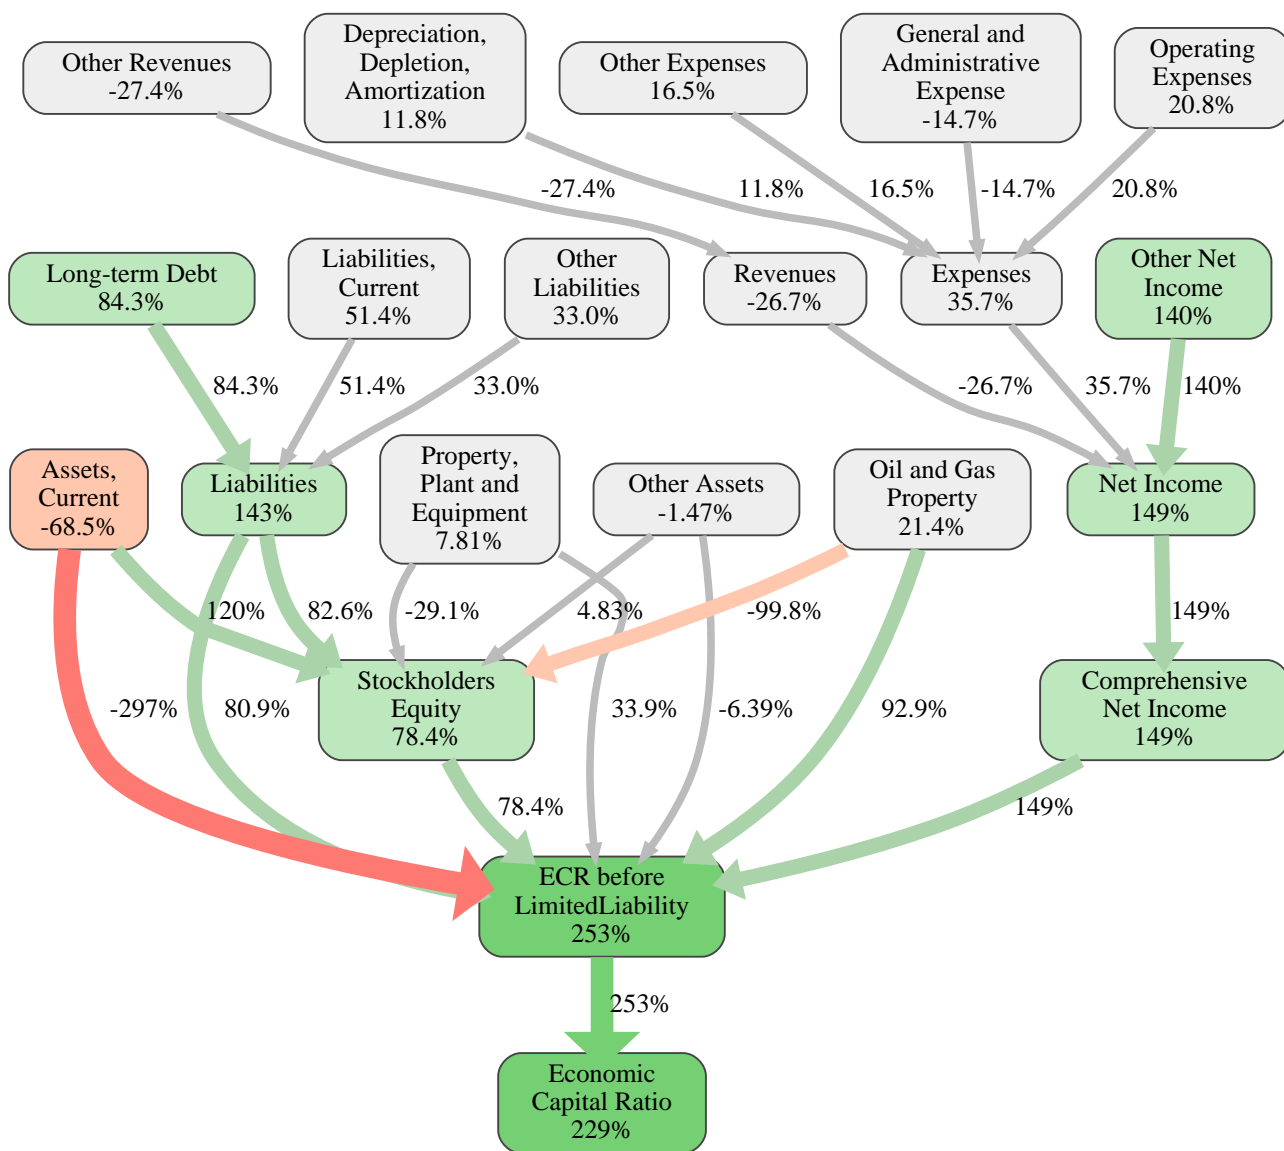 Other Revenues
-27.4%
Depreciation,
Depletion,
Amortization
11.8%
Other Expenses
16.5%
General and
Administrative
Expense
-14.7%
Operating
Expenses
20.8%
-27.4%
11.8%
16.5%
-14.7%
20.8%
Long-term Debt
84.3%
Liabilities,
Current
51.4%
Other
Liabilities
33.0%
Revenues
-26.7%
Expenses
35.7%
Other Net
Income
140%
84.3%
51.4%
33.0%
-26.7%
35.7%
140%
Assets,
Current
-68.5%
Liabilities
143%
Property,
Plant and
Equipment
7.81%
Other Assets
-1.47%
Oil and Gas
Property
21.4%
Net Income
149%
120%
82.6%
-29.1%
4.83%
-99.8%
149%
Stockholders
Equity
78.4%
Comprehensive
Net Income
149%
-297%
80.9%
33.9%
-6.39%
92.9%
78.4%
149%
ECR before
LimitedLiability
253%
253%
Economic
Capital Ratio
229%